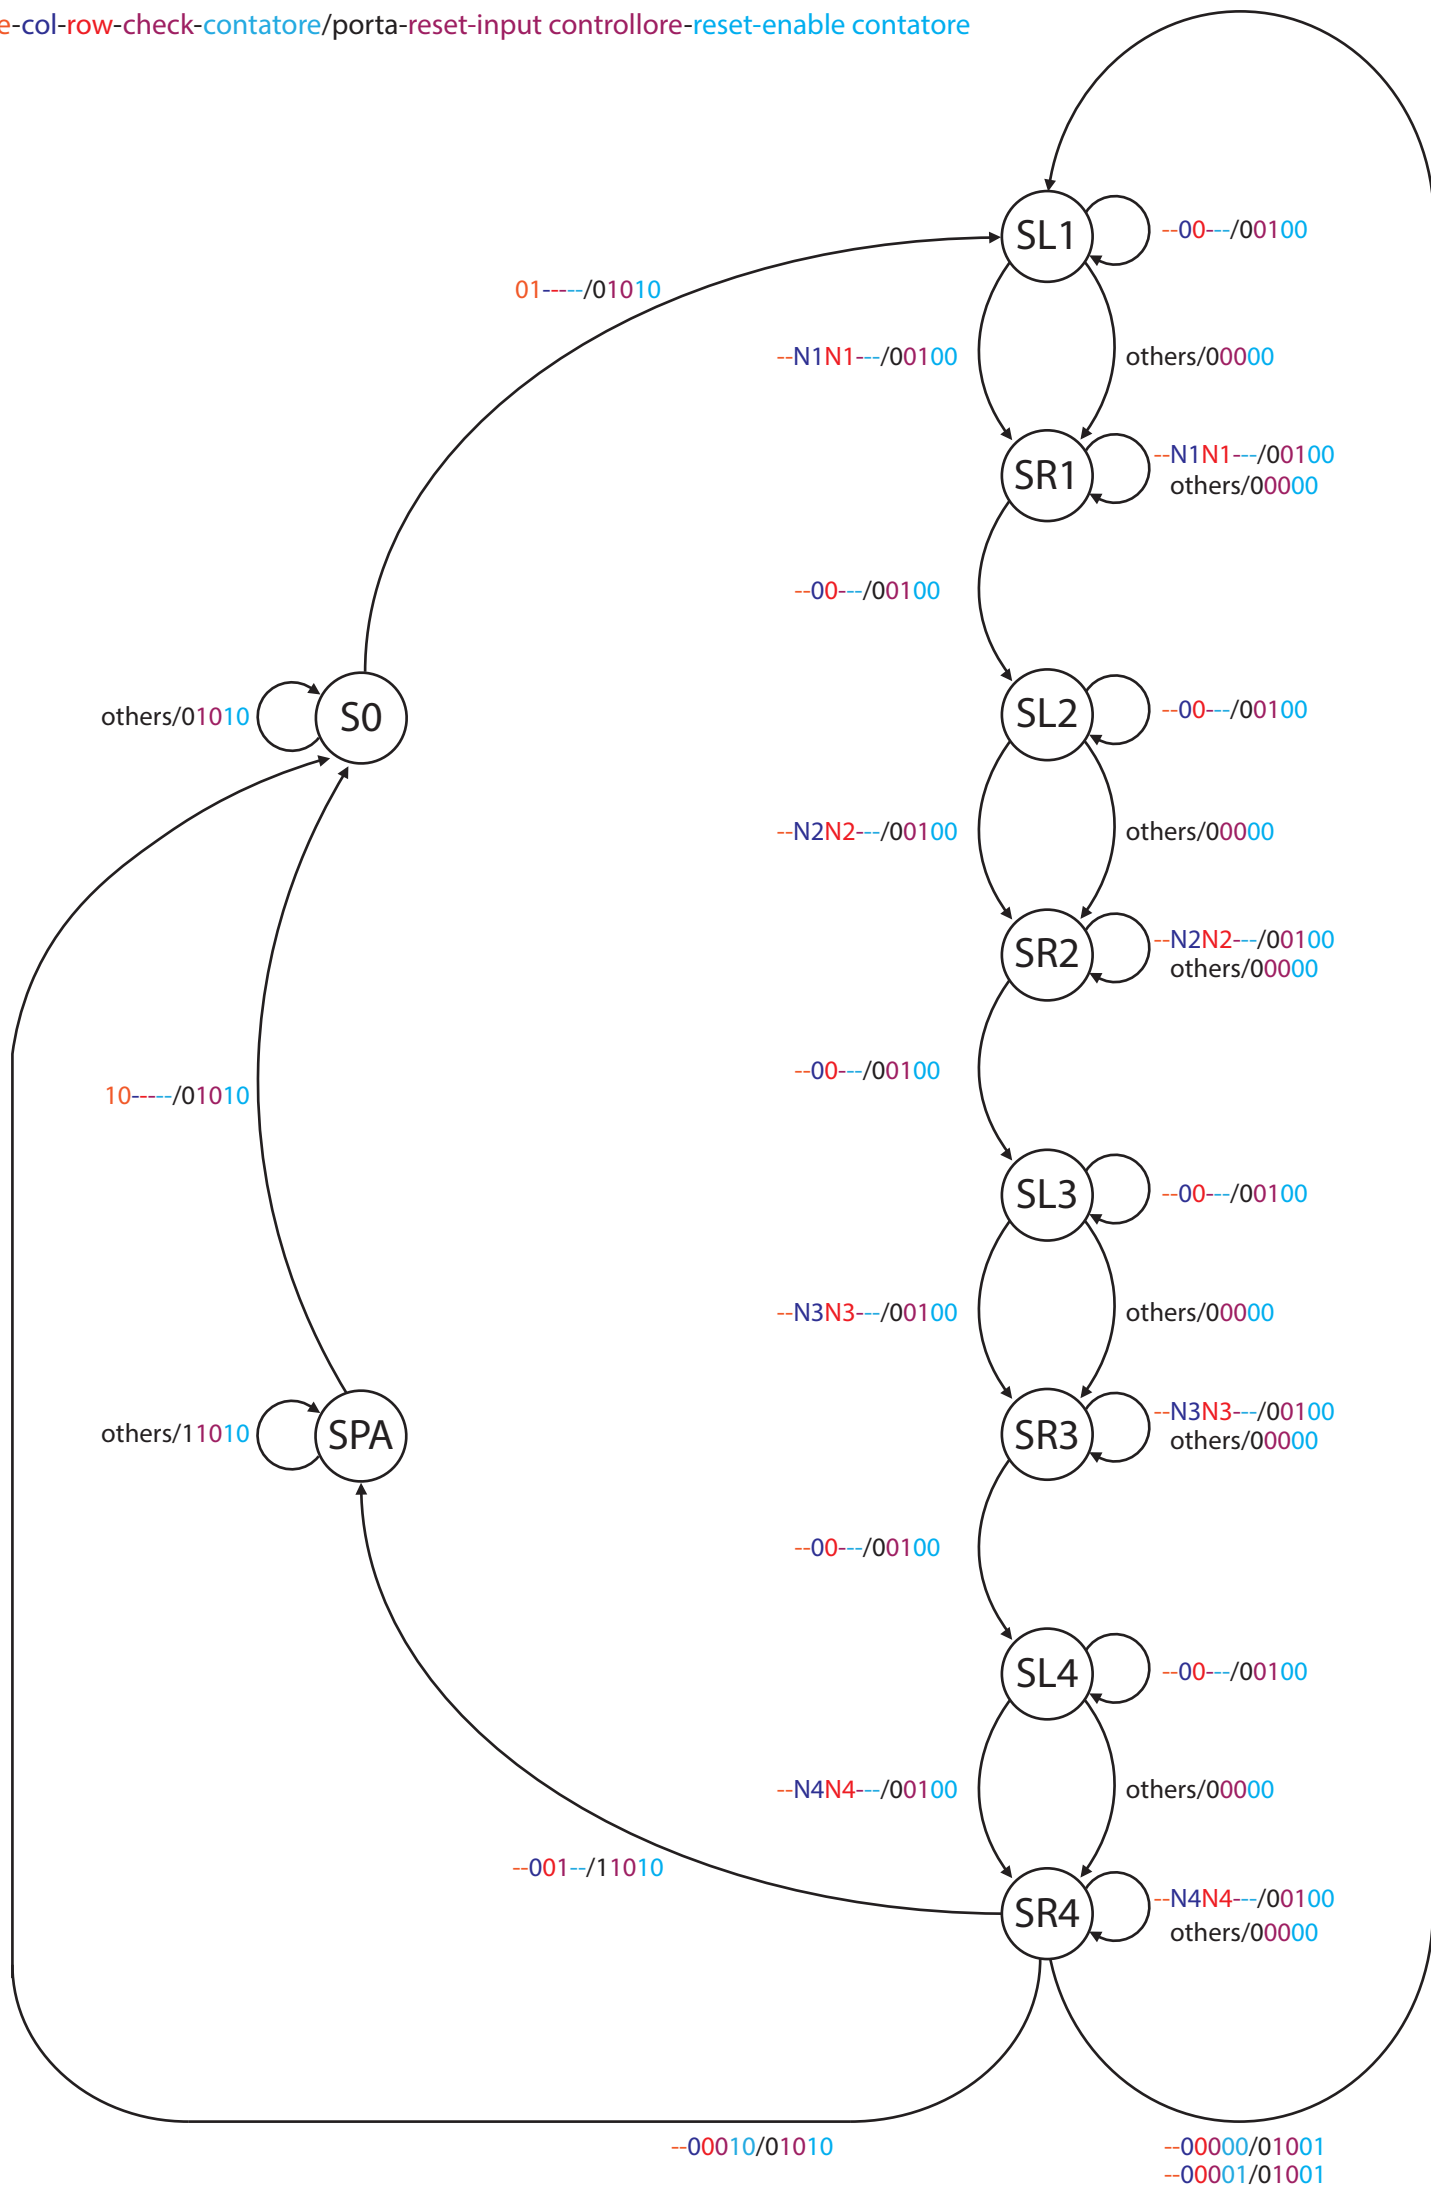 e-col-row-check-contatore/porta-reset-input controllore-reset-enable contatore
SL1
--00---/00100
01-----/01010
--N1N1---/00100
others/00000
SR1
--N1N1---/00100
others/00000
--00---/00100
S0
others/01010
SL2
--00---/00100
--N2N2---/00100
others/00000
SR2
--N2N2---/00100
others/00000
--00---/00100
10-----/01010
SL3
--00---/00100
--N3N3---/00100
others/00000
SPA
others/11010
SR3
--N3N3---/00100
others/00000
--00---/00100
SL4
--00---/00100
--N4N4---/00100
others/00000
--001--/11010
SR4
--N4N4---/00100
others/00000
--00010/01010
--00000/01001
--00001/01001